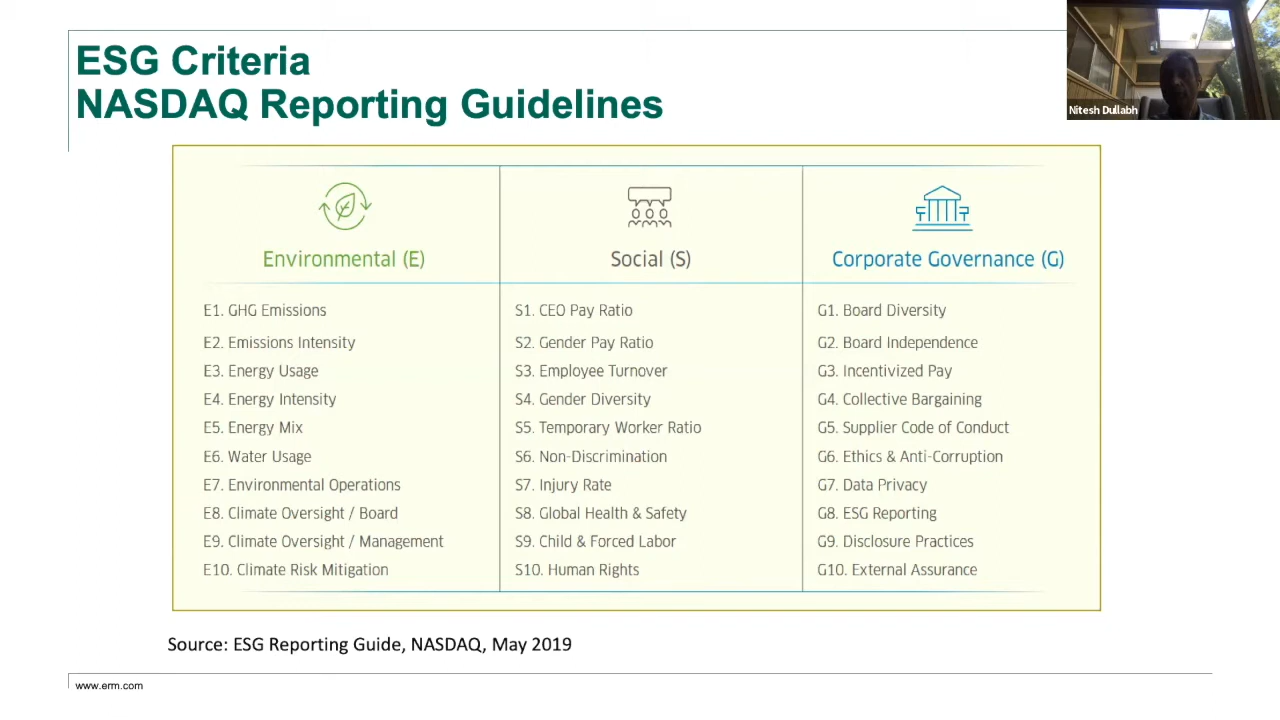 ESG Criteria
NASDAQ Reporting Guidelines
Nitesh Dullabh
Environmental (E)
E1. GHG Emissions
E2. Emissions Intensity
E3. Energy Usage
E4. Energy Intensity
E5. Energy Mix
E6. Water Usage
E7. Environmental Operations
E8. Climate Oversight / Board
E9. Climate Oversight / Management
E10. Climate Risk Mitigation
Social (S)
S1. CEO Pay Ratio
S2. Gender Pay Ratio
S3. Employee Turnover
S4. Gender Diversity
S5. Temporary Worker Ratio
S6. Non-Discrimination
S7. Injury Rate
S8. Global Health & Safety
S9. Child & Forced Labor
S10. Human Rights
Corporate Governance (G)
G1. Board Diversity
G2. Board Independence
G3. Incentivized Pay
G4. Collective Bargaining
G5. Supplier Code of Conduct
G6. Ethics & Anti-Corruption
G7. Data Privacy
G8. ESG Reporting
G9. Disclosure Practices
G10. External Assurance
Source: ESG Reporting Guide, NASDAQ, May 2019
www.erm.com